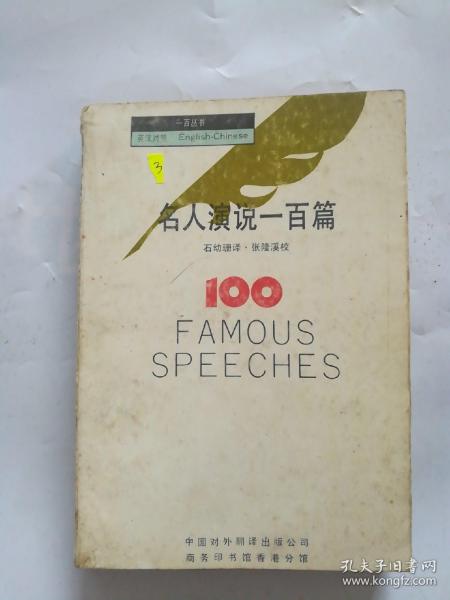 一百丛书
英汉对照 English-Chinese
3
名人演说一百篇
石幼珊译·张隆溪校
100
FAMOUS
SPEECHES
中国对外翻译出版公司
商务印书馆香港分馆
孔夫子旧书网
www.kongfz.com